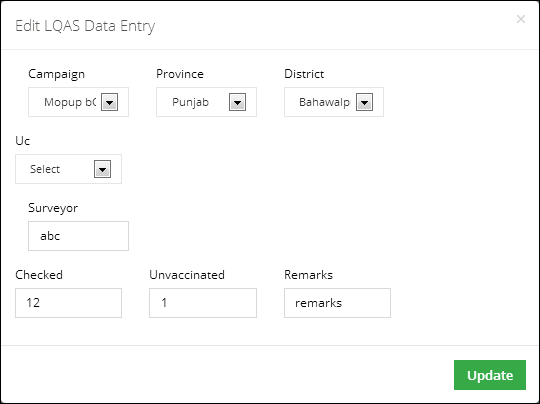 Edit LQAS Data Entry ×
Campaign Province District
Mopup bO Punjab Bahawalp
Uc
Select
Surveyor
abc
Checked Unvaccinated Remarks
12 1 remarks
Update